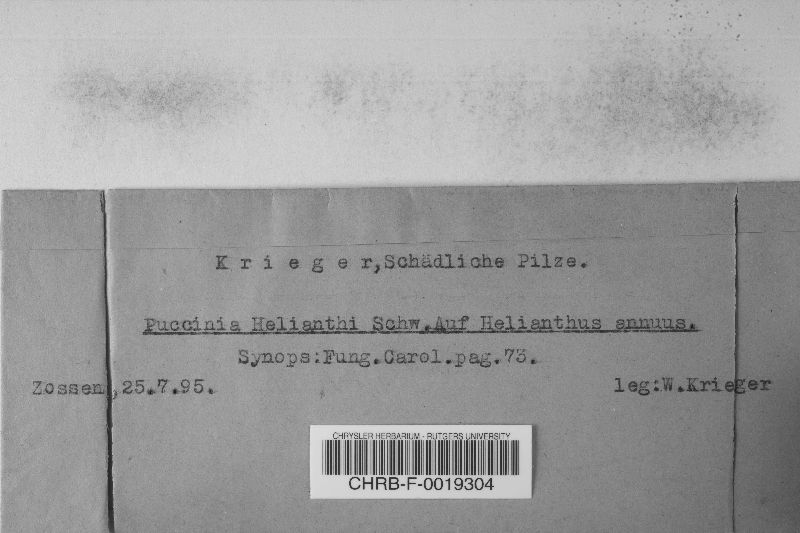 Krieger,Schädliche Pilze.
Puccinia Helianthi Schw.Auf Helianthus annuus.
Synops:Fung.Carol.pag.73.
Zossen,25.7.95. leg:W.Krieger
CHRYSLER HERBARIUM - RUTGERS UNIVERSITY
CHRB-F-0019304